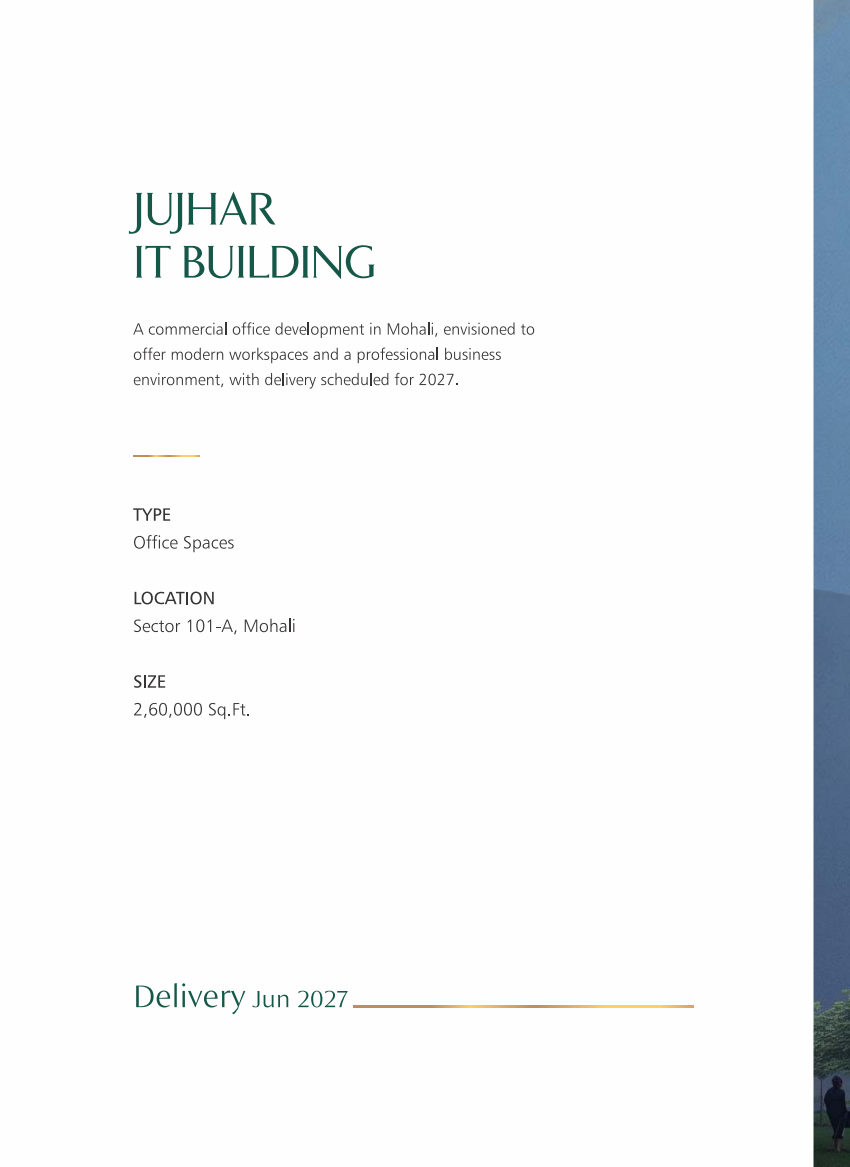 JUJHAR
IT BUILDING
A commercial office development in Mohali, envisioned to
offer modern workspaces and a professional business
environment, with delivery scheduled for 2027.
TYPE
Office Spaces
LOCATION
Sector 101-A, Mohali
SIZE
2,60,000 Sq.Ft.
Delivery Jun 2027